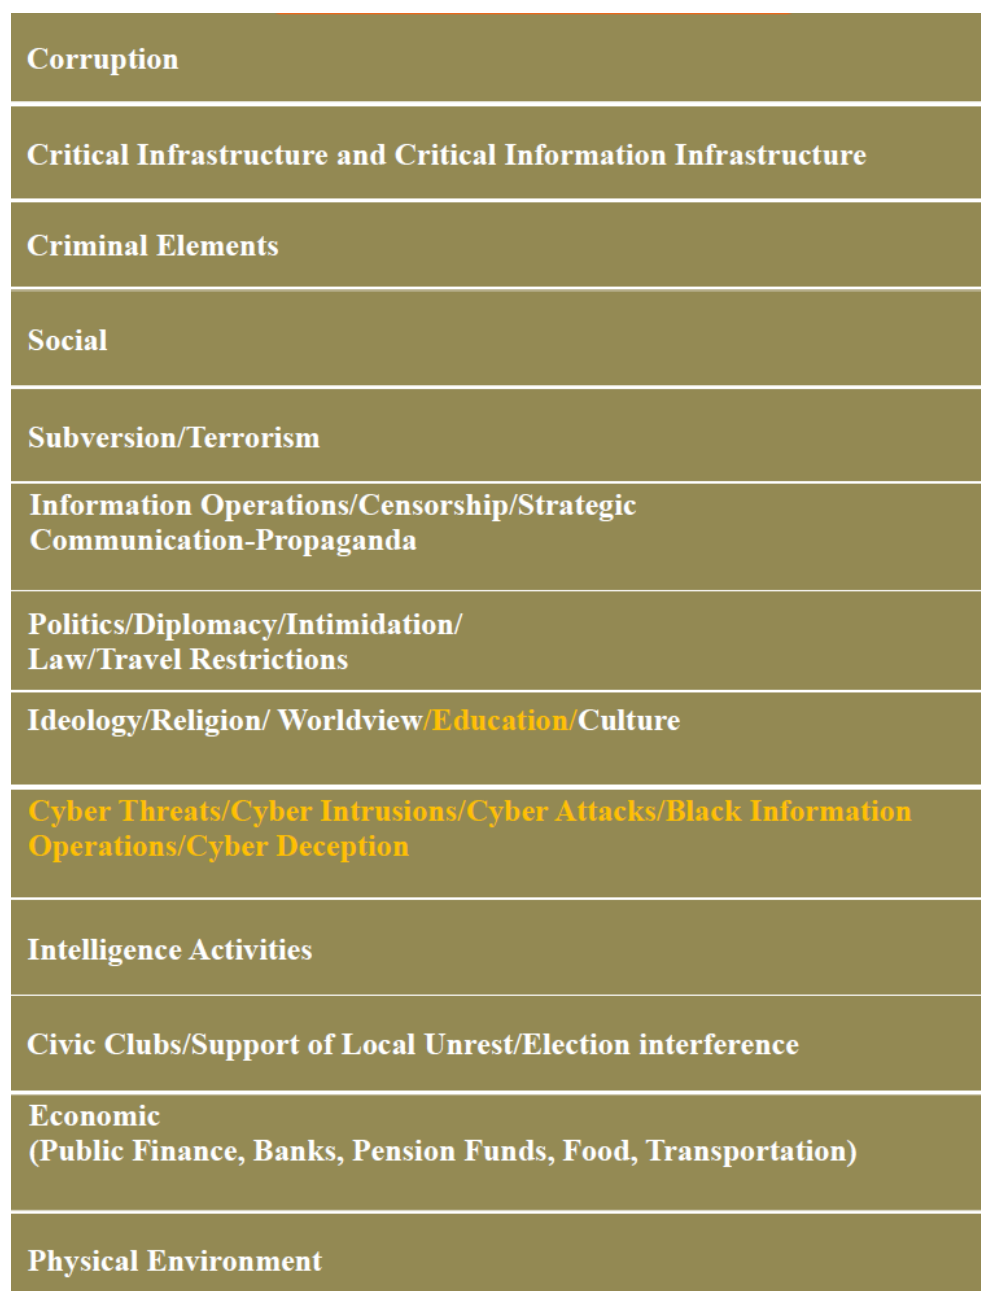 Corruption
Critical Infrastructure and Critical Information Infrastructure
Criminal Elements
Social
Subversion/Terrorism
Information Operations/Censorship/Strategic
Communication-Propaganda
Politics/Diplomacy/Intimidation/
Law/Travel Restrictions
Ideology/Religion/ Worldview/Education/Culture
Cyber Threats/Cyber Intrusions/Cyber Attacks/Black Information
Operations/Cyber Deception
Intelligence Activities
Civic Clubs/Support of Local Unrest/Election interference
Economic
(Public Finance, Banks, Pension Funds, Food, Transportation)
Physical Environment